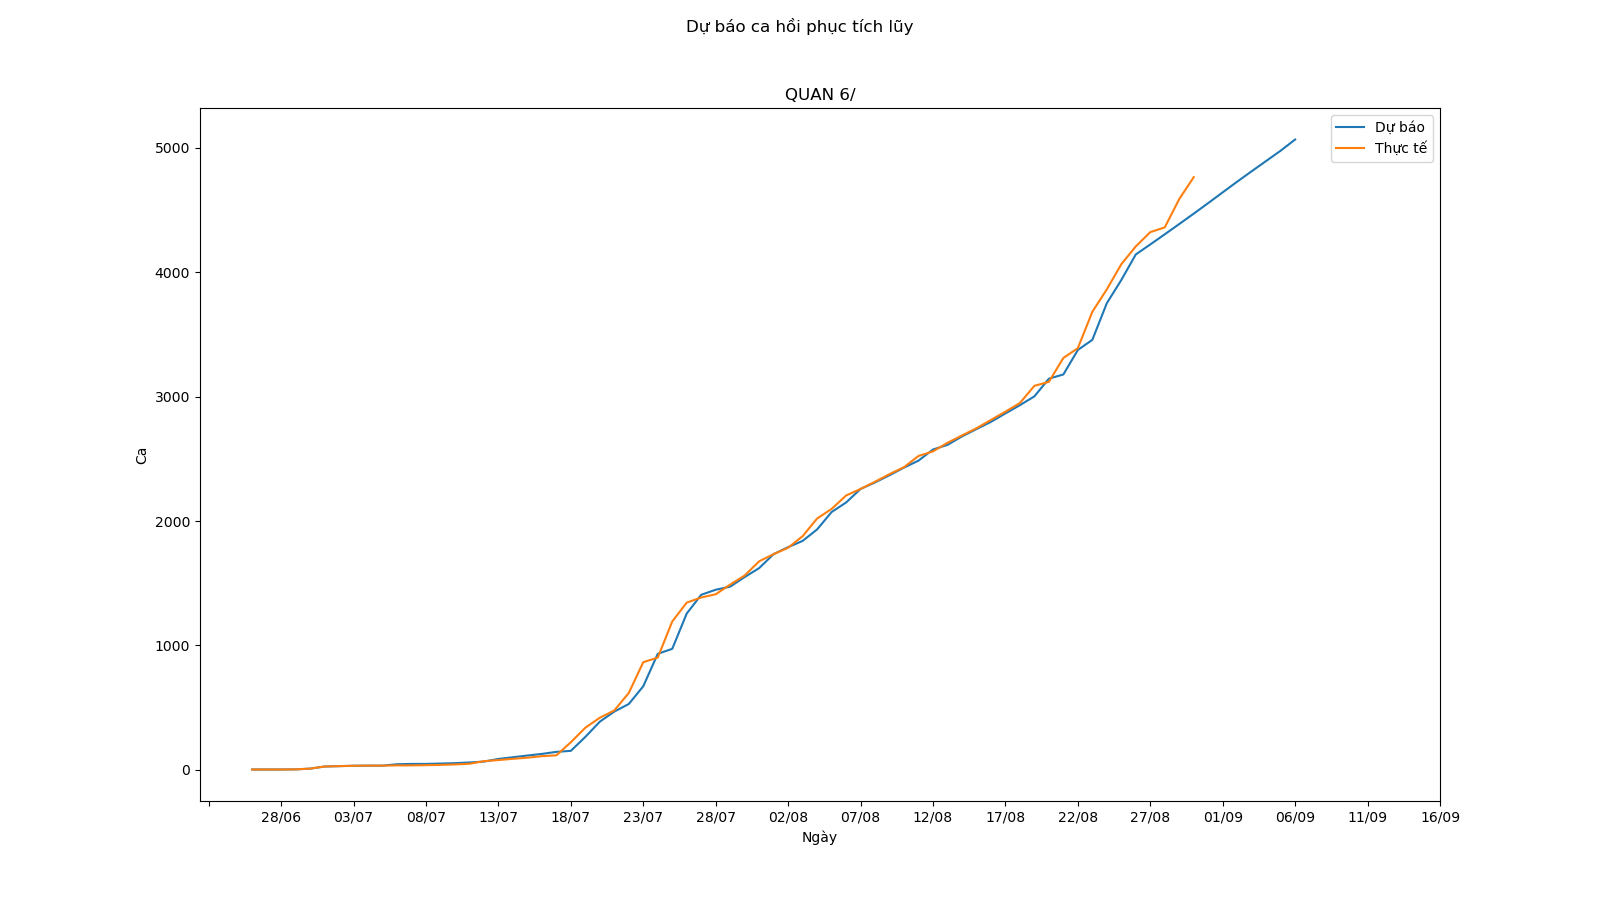 Dự báo ca hồi phục tích lũy
QUAN 6/
Dự báo
Thực tế
5000
4000
3000
2000
1000
0
Ca
28/06 03/07 08/07 13/07 18/07 23/07 28/07 02/08 07/08 12/08 17/08 22/08 27/08 01/09 06/09 11/09 16/09
Ngày